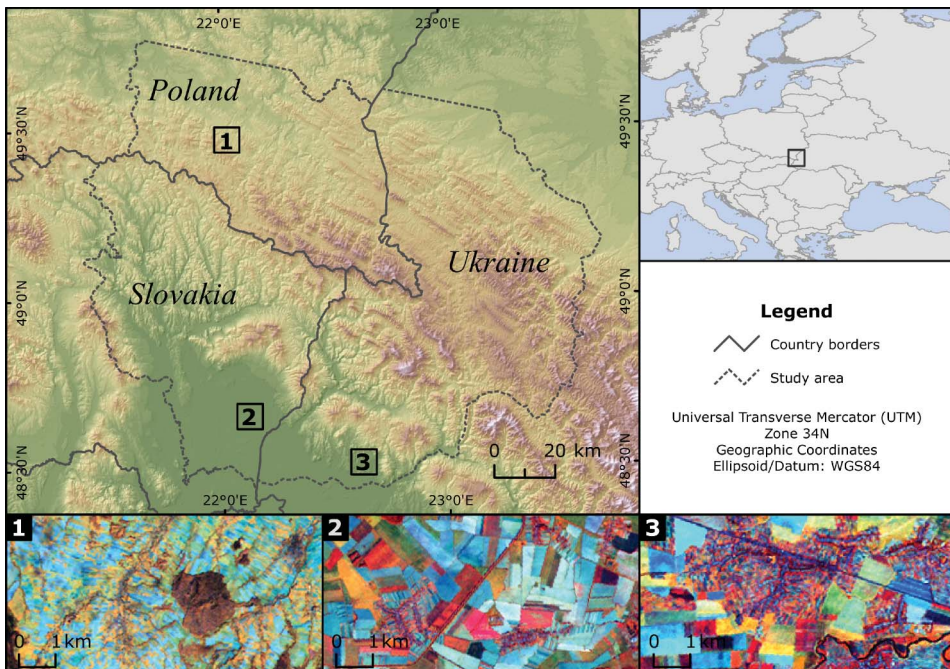 22°0'E
23°0'E
Poland
1
49°30'N
49°30'N
Ukraine
Slovakia
49°0'N
49°0'N
2
3
0 20 km
48°30'N
48°30'N
22°0'E
23°0'E
Legend
Country borders
Study area
Universal Transverse Mercator (UTM)
Zone 34N
Geographic Coordinates
Ellipsoid/Datum: WGS84
1
0 1km
2
0 1km
3
0 1km